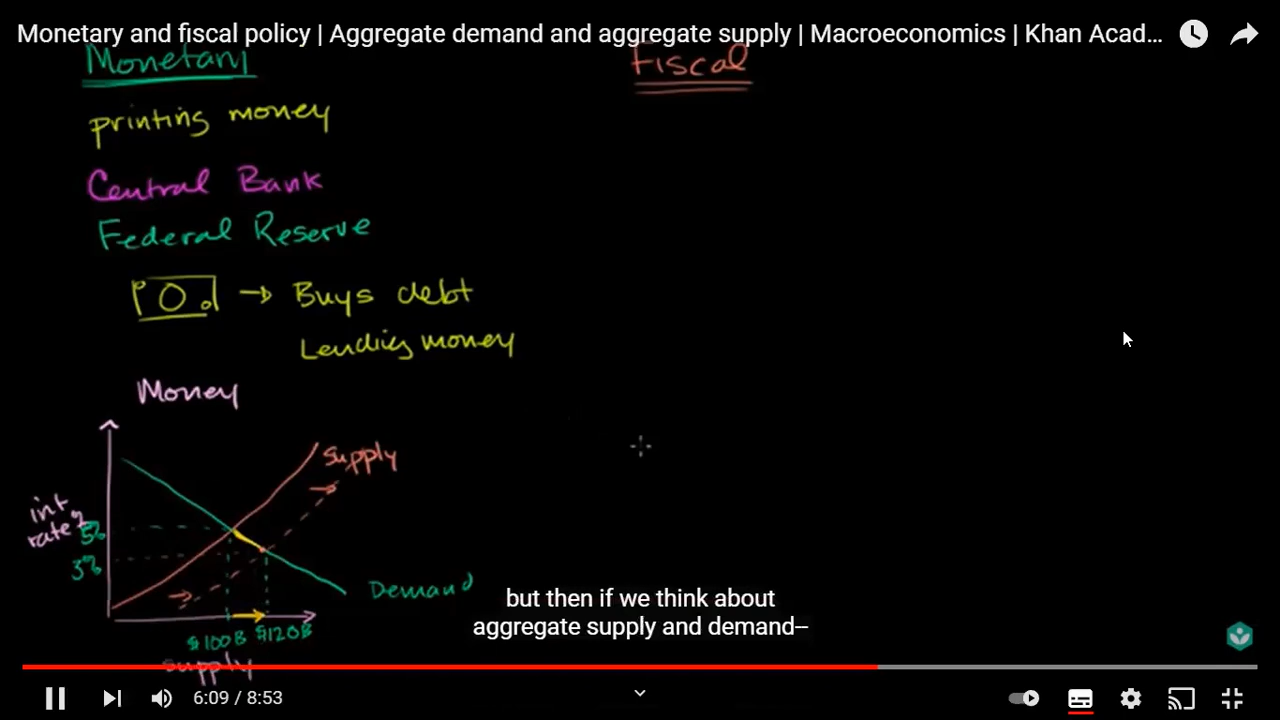 Monetary and fiscal policy | Aggregate demand and aggregate supply | Macroeconomics | Khan Acad...
Monetary
Fiscal
printing money
Central Bank
Federal Reserve
→ Buys debt
Lending money
Money
Supply
int
rate
5%
3%
Demand
$100B $120B
supply
but then if we think about
aggregate supply and demand--
6:09 / 8:53